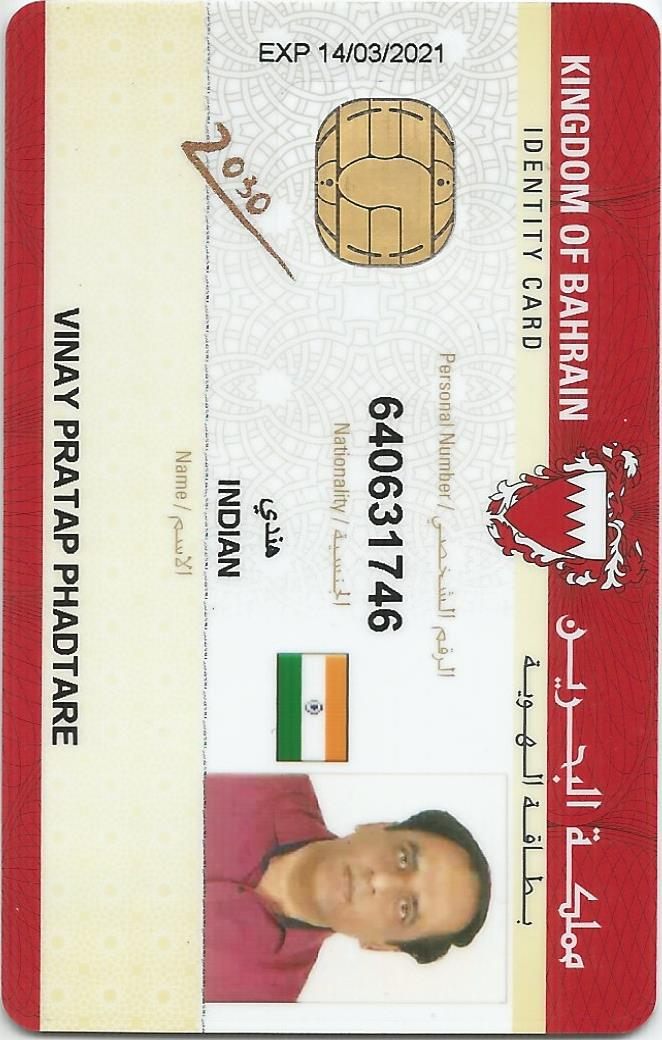 KINGDOM OF BAHRAIN مملكة البحرين
IDENTITY CARD بطاقة الهوية
Personal Number / الرقم الشخصي
640631746
Nationality / الجنسية
هندي
INDIAN
Name / الاسم
VINAY PRATAP PHADTARE
EXP 14/03/2021
2030